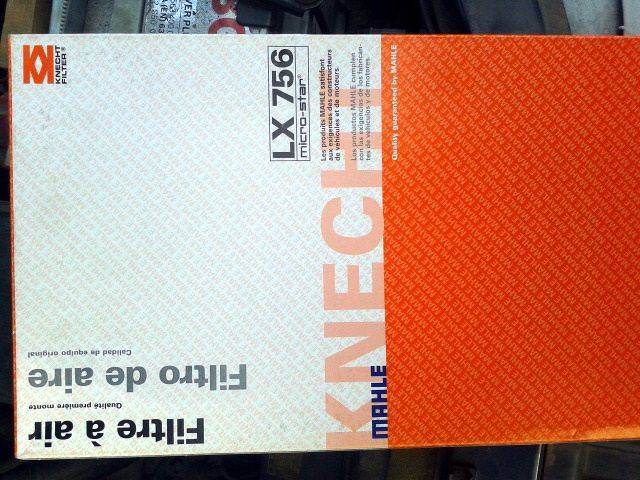 KNECHT
FILTER®
LX 756
micro-star®
Les produits MAHLE satisfont
aux exigences des constructeurs
de véhicules et de moteurs.
Los productos MAHLE cumplen
con las exigencias de los fabrican-
tes de vehículos y de motores.
Quality guaranteed by MAHLE
KNECHT
MAHLE
Filtre à air
Qualité première monte
Filtro de aire
Calidad de equipo original